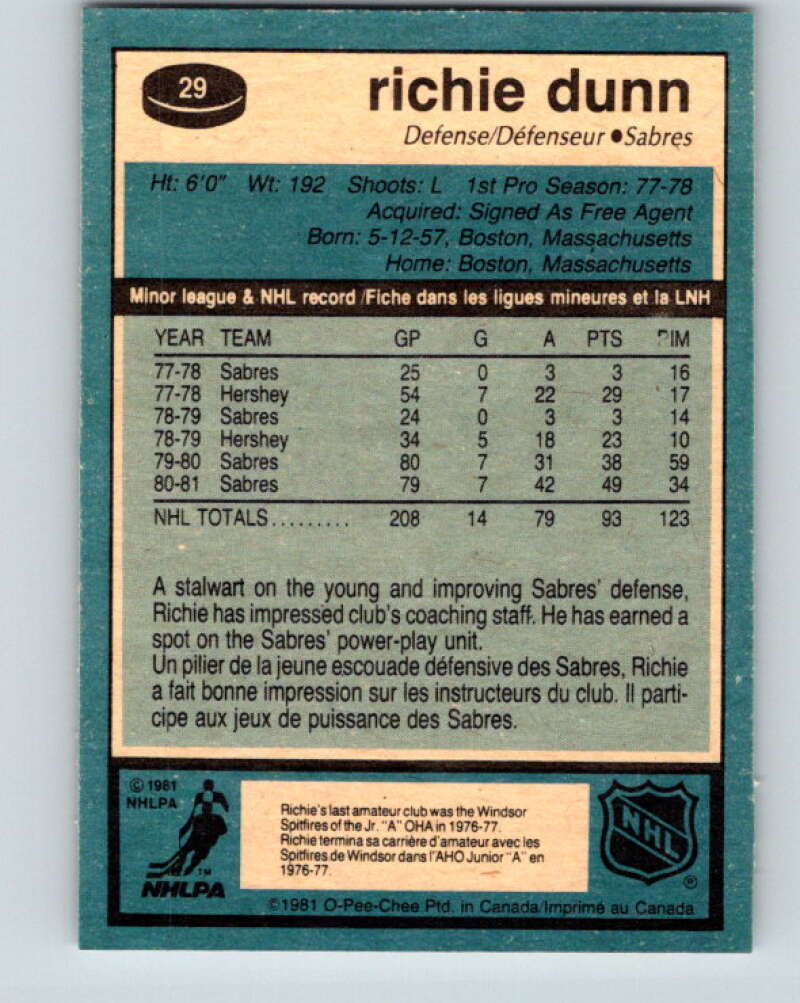 29
richie dunn
Defense/Défenseur ●Sabres
Ht: 6'0" Wt: 192 Shoots: L 1st Pro Season: 77-78
Acquired: Signed As Free Agent
Born: 5-12-57, Boston, Massachusetts
Home: Boston, Massachusetts
Minor league & NHL record /Fiche dans les ligues mineures et la LNH
YEAR TEAM GP G A PTS PIM
77-78 Sabres 25 0 3 3 16
77-78 Hershey 54 7 22 29 17
78-79 Sabres 24 0 3 3 14
78-79 Hershey 34 5 18 23 10
79-80 Sabres 80 7 31 38 59
80-81 Sabres 79 7 42 49 34
NHL TOTALS......... 208 14 79 93 123
A stalwart on the young and improving Sabres' defense,
Richie has impressed club's coaching staff. He has earned a
spot on the Sabres' power-play unit.
Un pilier de la jeune escouade défensive des Sabres, Richie
a fait bonne impression sur les instructeurs du club. Il parti-
cipe aux jeux de puissance des Sabres.
© 1981
NHLPA
TM
NHLPA
Richie's last amateur club was the Windsor
Spitfires of the Jr. "A" OHA in 1976-77.
Richie termina sa carrière d'amateur avec les
Spitfires de Windsor dans l'AHO Junior "A" en
1976-77.
NHL
®
©1981 O-Pee-Chee Ptd. in Canada/Imprimé au Canada